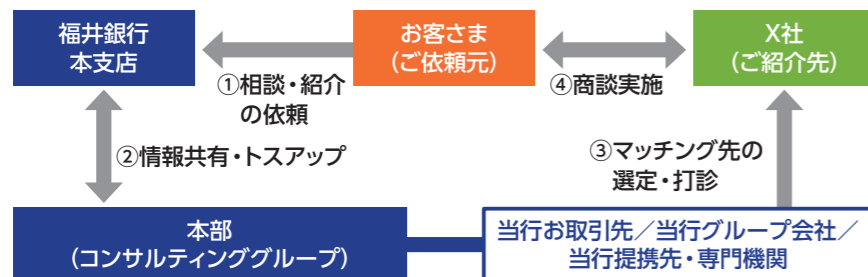 福井銀行
本支店
お客さま
（ご依頼元）
X社
（ご紹介先）
①相談・紹介
の依頼
④商談実施
②情報共有・トスアップ
③マッチング先の
選定・打診
本部
（コンサルティンググループ）
当行お取引先／当行グループ会社／
当行提携先・専門機関